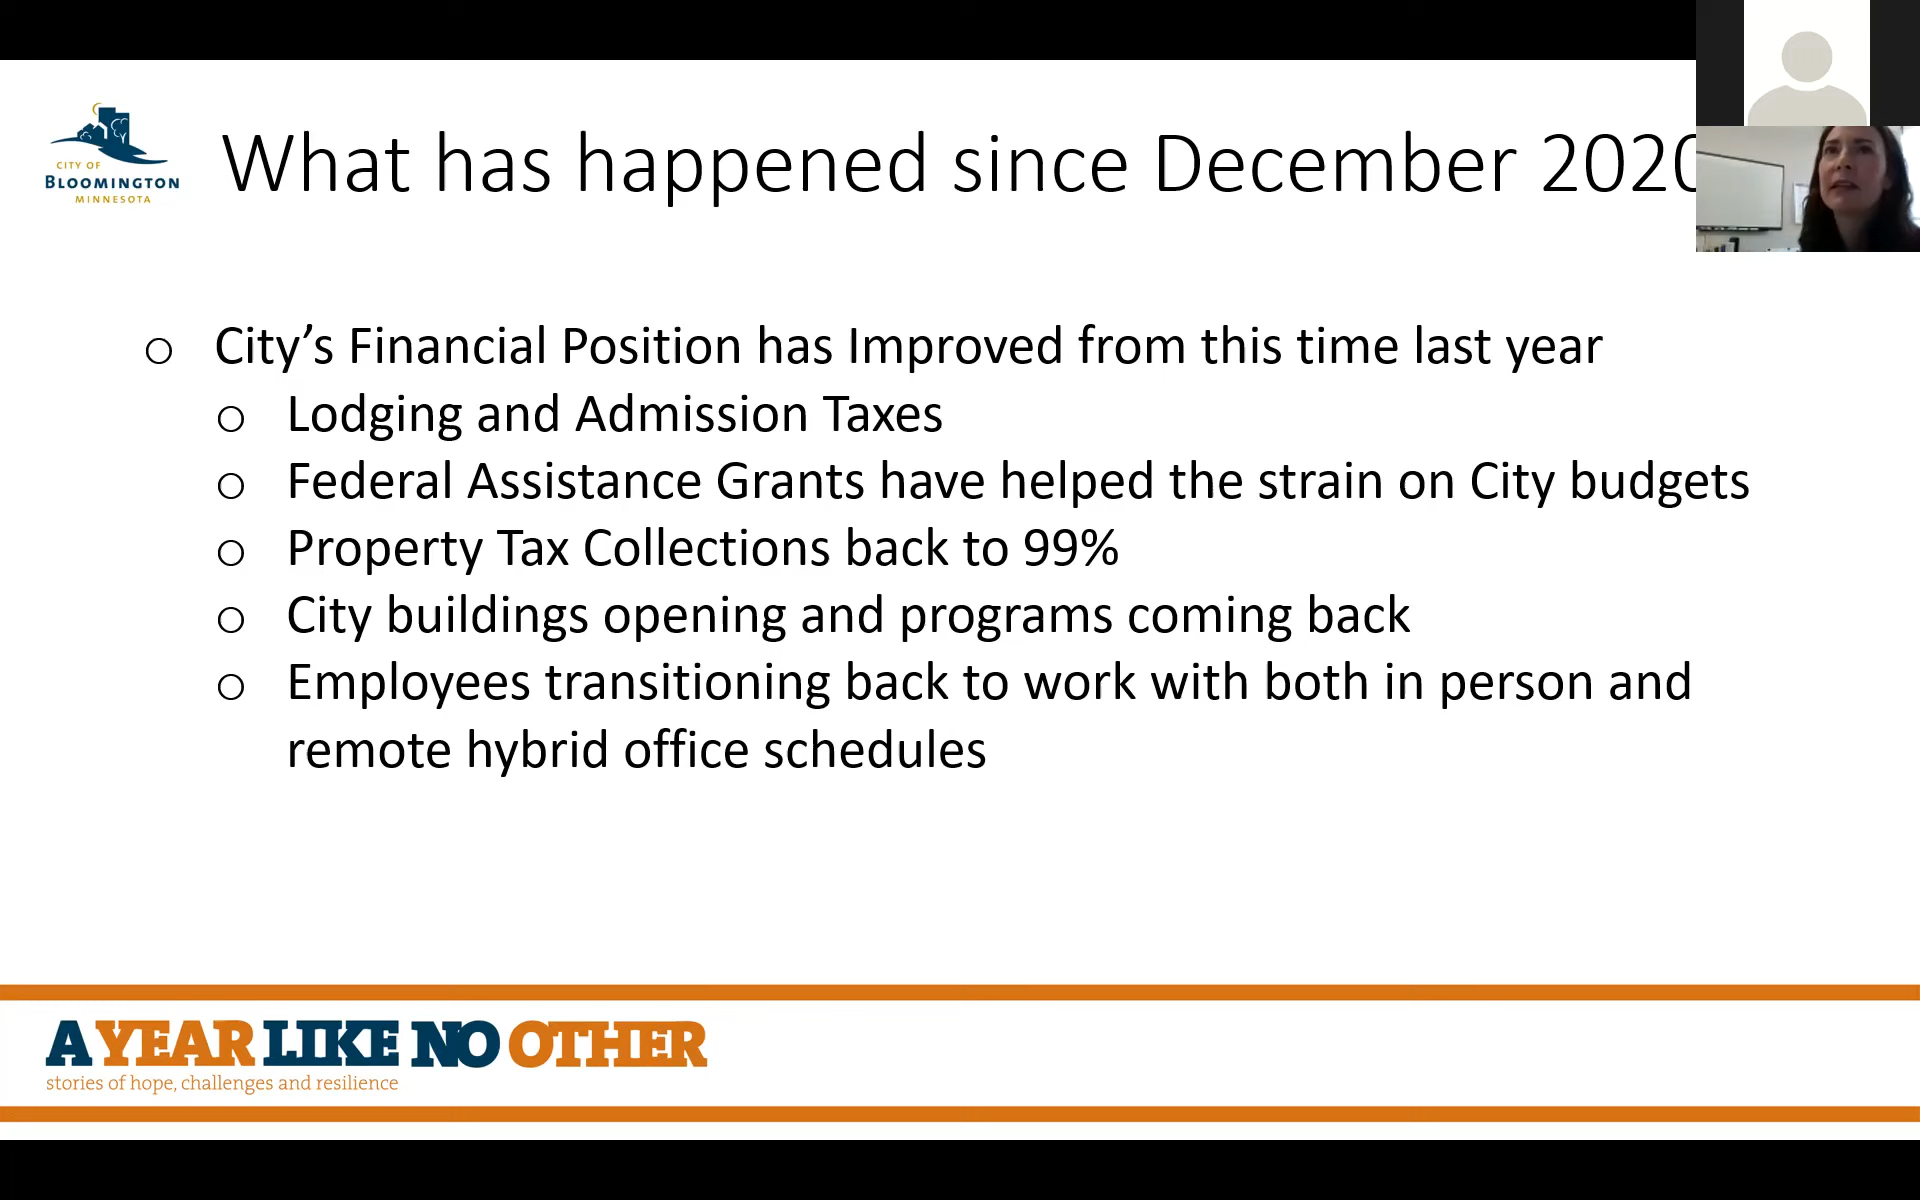 CITY OF
BLOOMINGTON
MINNESOTA
What has happened since December 2020
○ City’s Financial Position has Improved from this time last year
○ Lodging and Admission Taxes
○ Federal Assistance Grants have helped the strain on City budgets
○ Property Tax Collections back to 99%
○ City buildings opening and programs coming back
○ Employees transitioning back to work with both in person and
remote hybrid office schedules
A YEAR LIKE NO OTHER
stories of hope, challenges and resilience